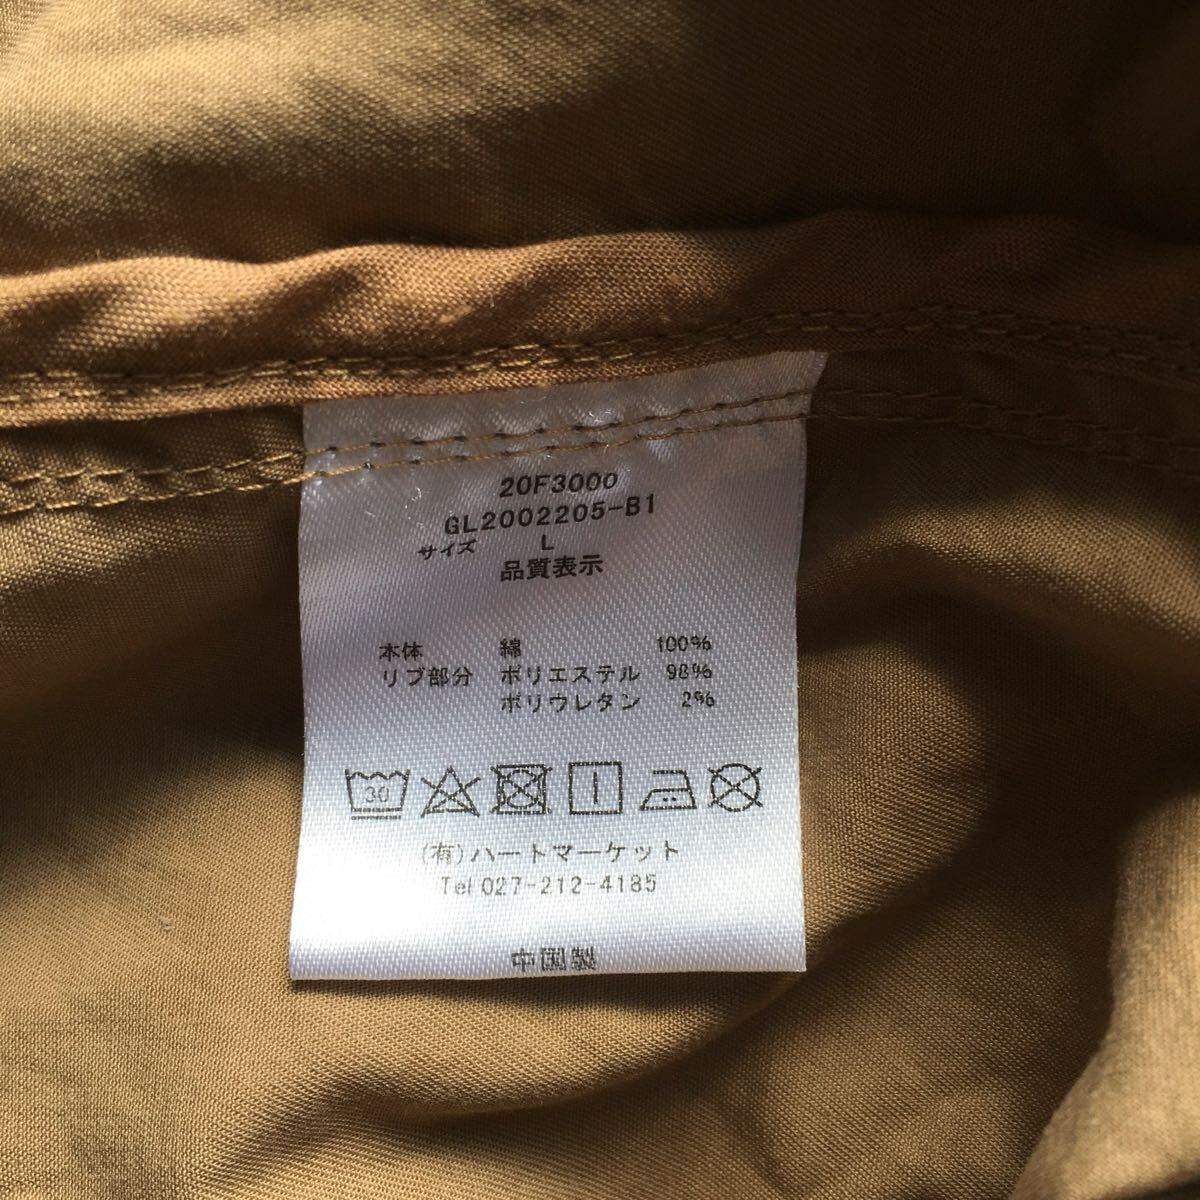 20F3000
GL2002205-B1
サイズ L
品質表示
本体 綿 100%
リブ部分 ポリエステル 98%
ポリウレタン 2%
30
(有)ハートマーケット
Tel 027-212-4185
中国製